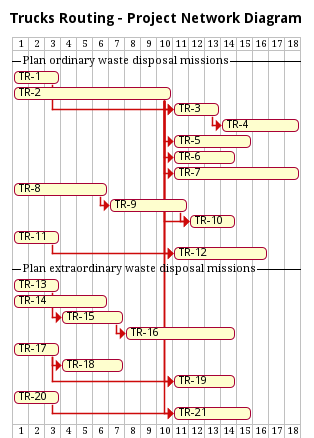 Trucks Routing - Project Network Diagram
1 2 3 4 5 6 7 8 9 10 11 12 13 14 15 16 17 18
Plan ordinary waste disposal missions
TR-1
TR-2
TR-3
TR-4
TR-5
TR-6
TR-7
TR-8
TR-9
TR-10
TR-11
TR-12
Plan extraordinary waste disposal missions
TR-13
TR-14
TR-15
TR-16
TR-17
TR-18
TR-19
TR-20
TR-21
1 2 3 4 5 6 7 8 9 10 11 12 13 14 15 16 17 18